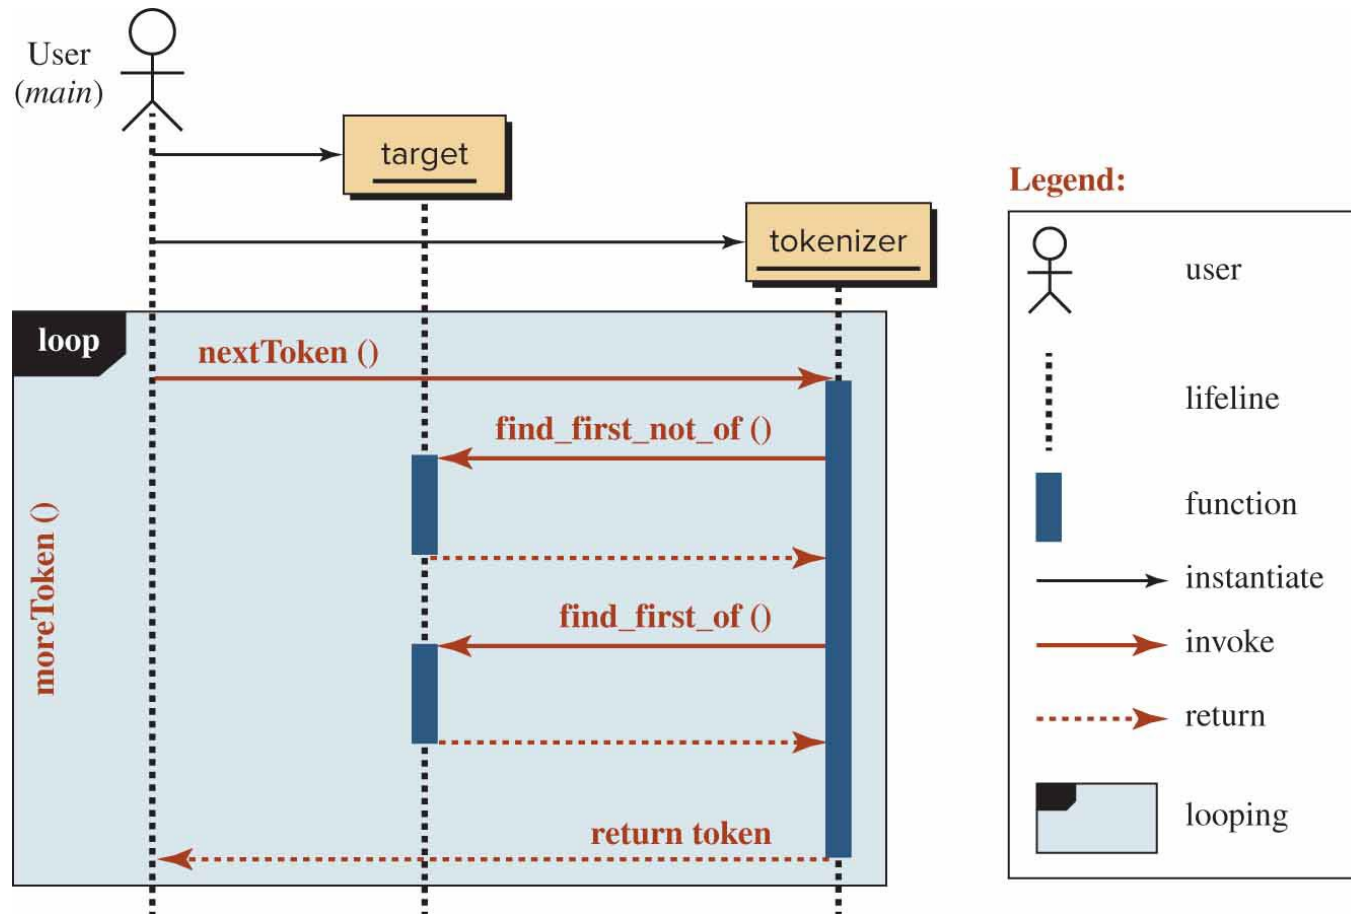 User
(main)
target
tokenizer
loop
nextToken ()
find_first_not_of ()
moreToken ()
find_first_of ()
return token
Legend:
user
lifeline
function
instantiate
invoke
return
looping